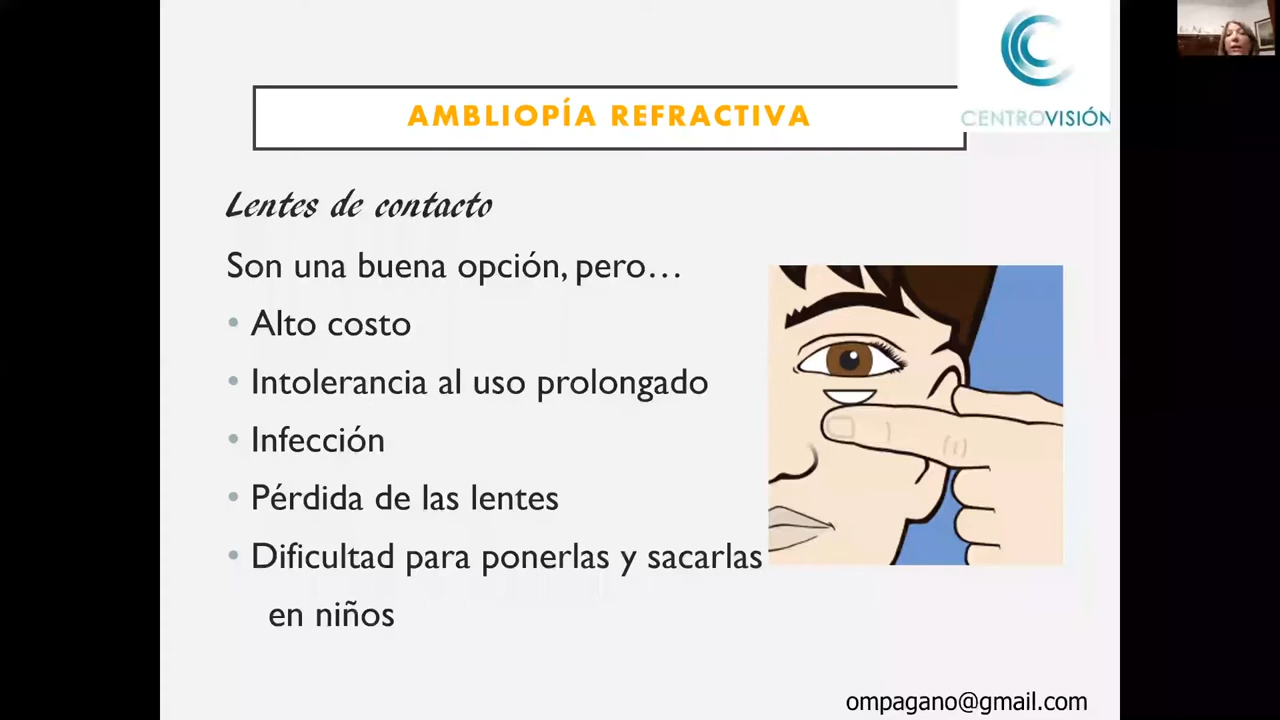 AMBLIOPÍA REFRACTIVA
CENTROVISIÓN
Lentes de contacto
Son una buena opción, pero…
• Alto costo
• Intolerancia al uso prolongado
• Infección
• Pérdida de las lentes
• Dificultad para ponerlas y sacarlas
en niños
ompagano@gmail.com